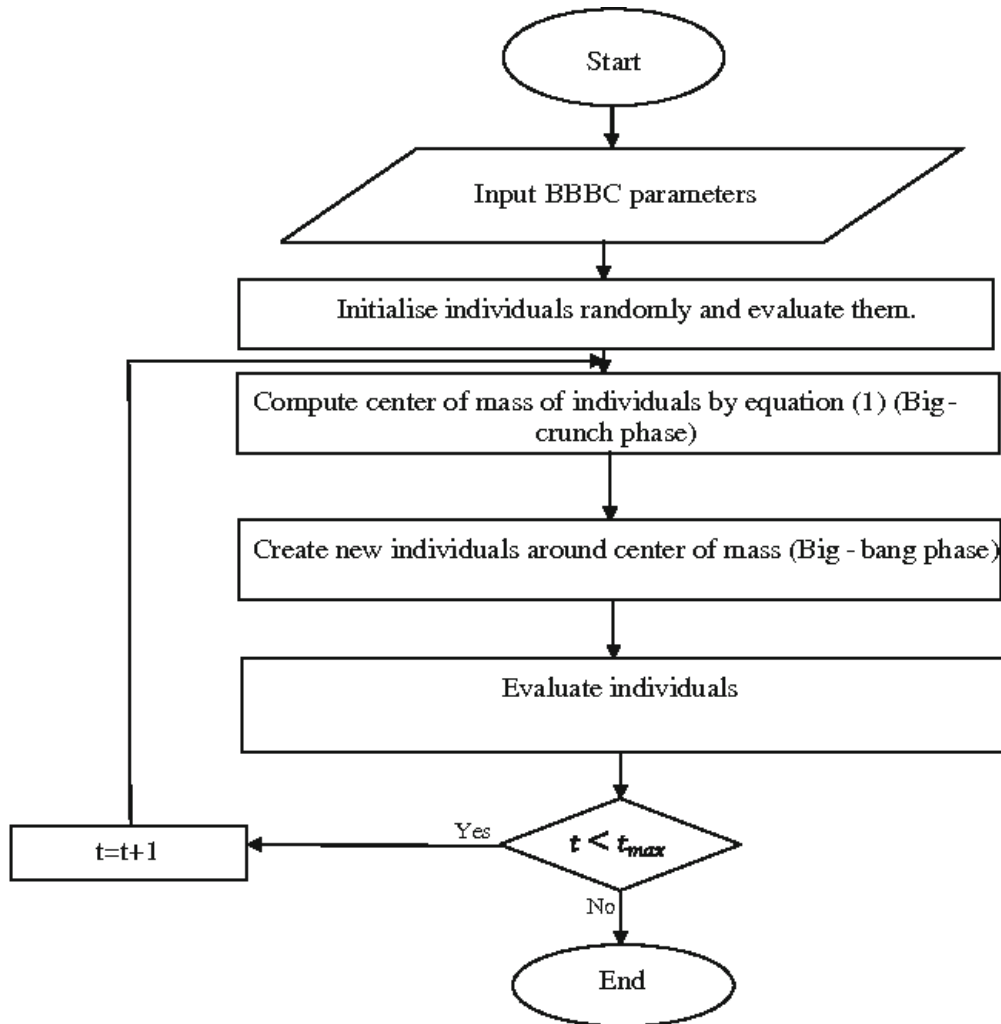 Start
Input BBBC parameters
Initialise individuals randomly and evaluate them.
Compute center of mass of individuals by equation (1) (Big-
crunch phase)
Create new individuals around center of mass (Big - bang phase)
Evaluate individuals
t < t_max
Yes
t=t+1
No
End